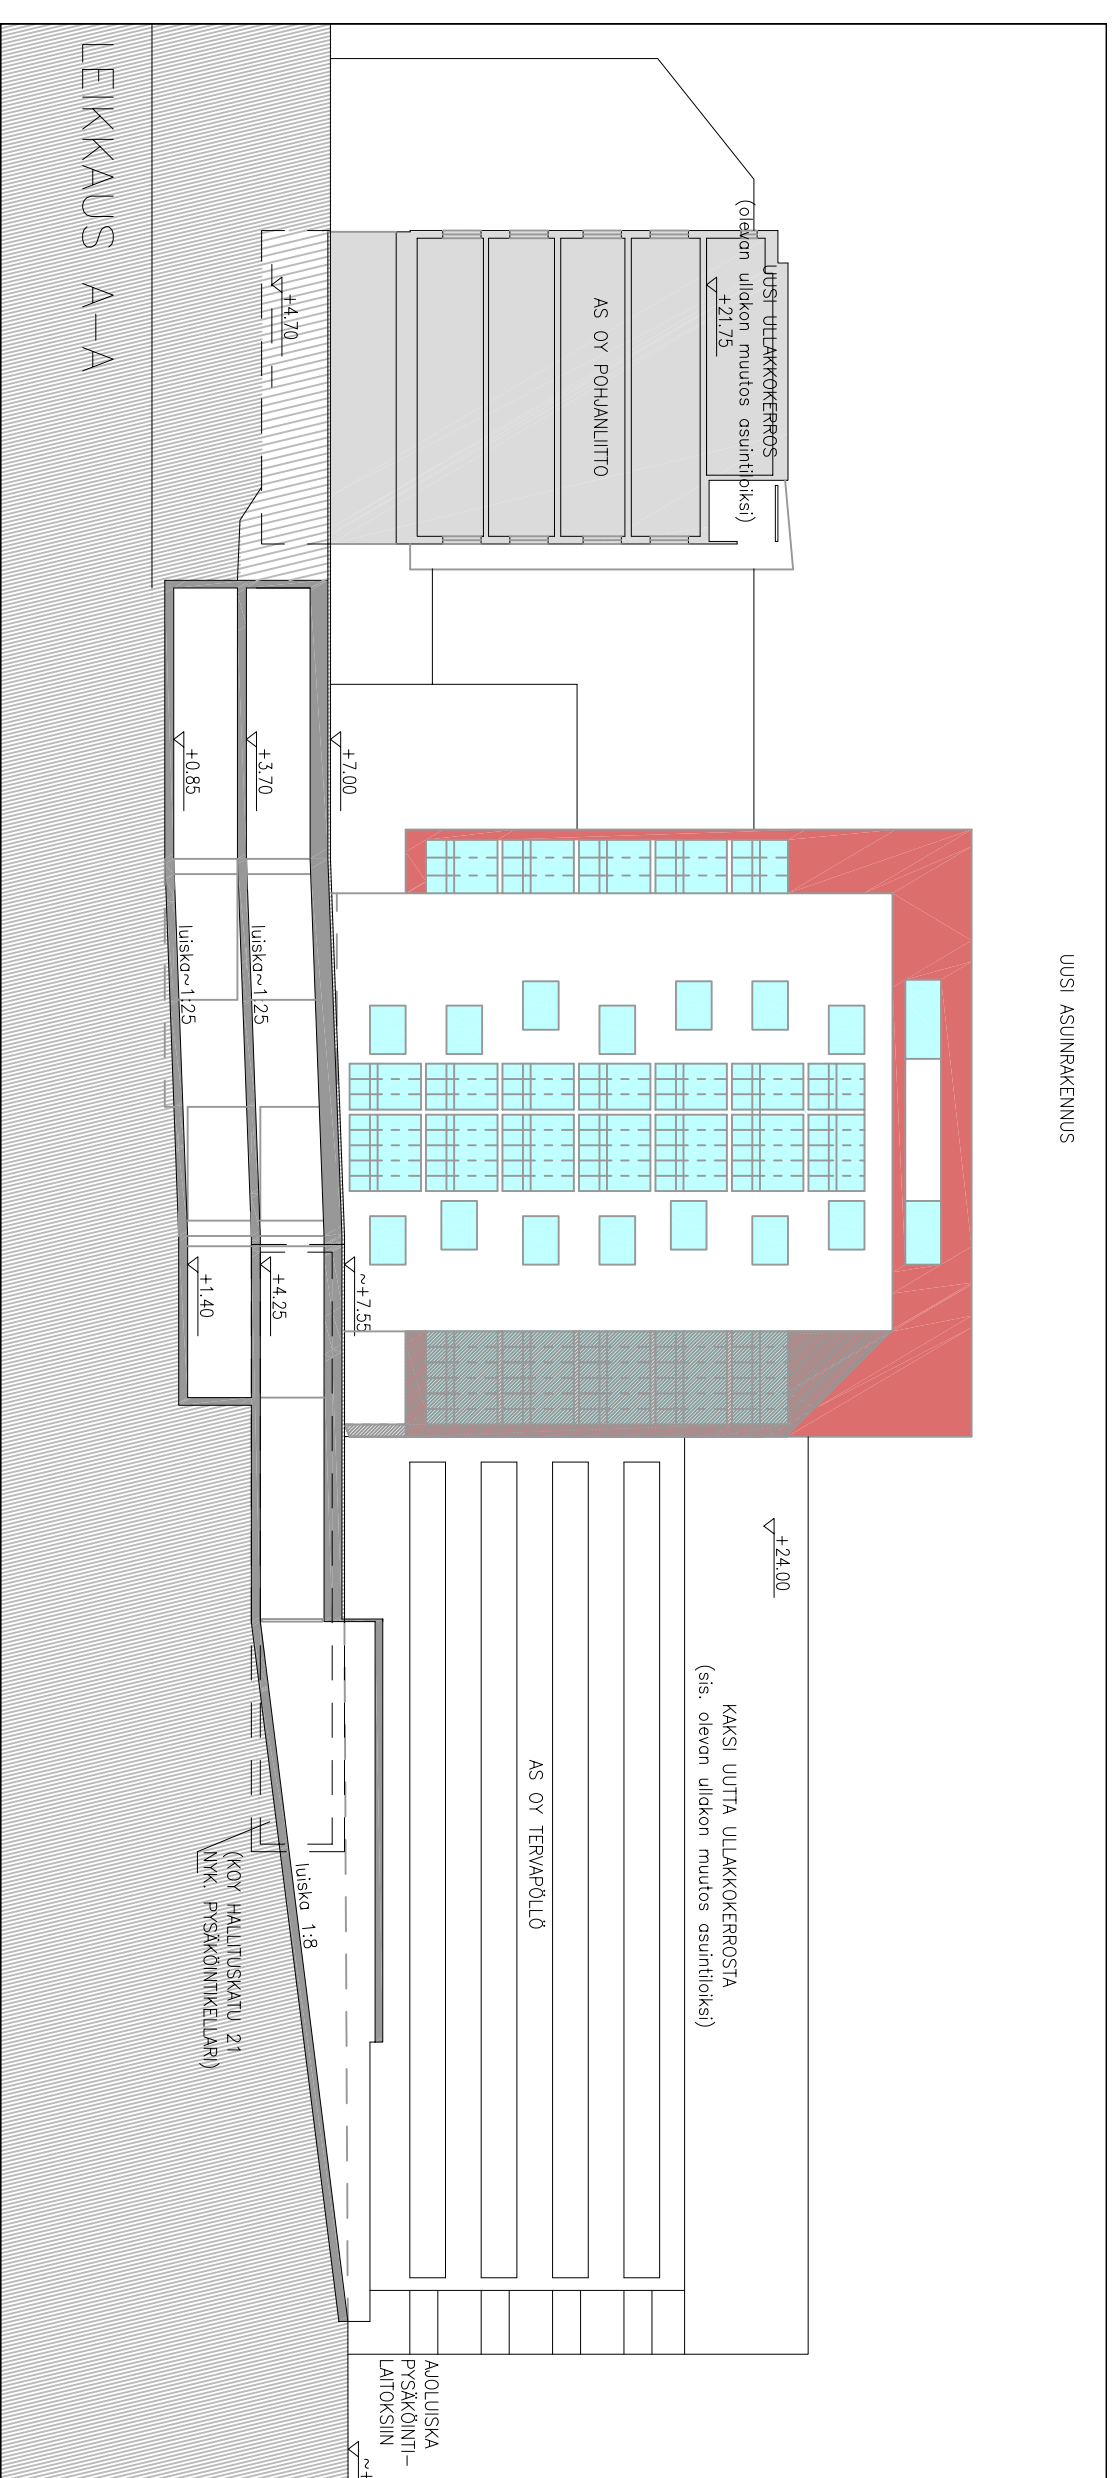 UUSI ASUINRAKENNUS
UUSI ULLAKKOKERROS
(olevan ullakon muutos asuintiloiksi)
+21.75
AS OY POHJANLIITTO
+24.00
KAKSI UUTTA ULLAKKOKERROSTA
(sis. olevan ullakon muutos asuintiloiksi)
AS OY TERVAPÖLLÖ
AJOLUISKA
PYSÄKÖINTI-
LAITOKSIIN
~+
+4.70
+7.00
+3.70
+0.85
luiska~1:25
luiska~1:25
~+7.55
+4.25
+1.40
luiska 1:8
(KOY HALLITUSKATU 21
NYK. PYSÄKÖINTIKELLARI)
LEIKKAUS A-A